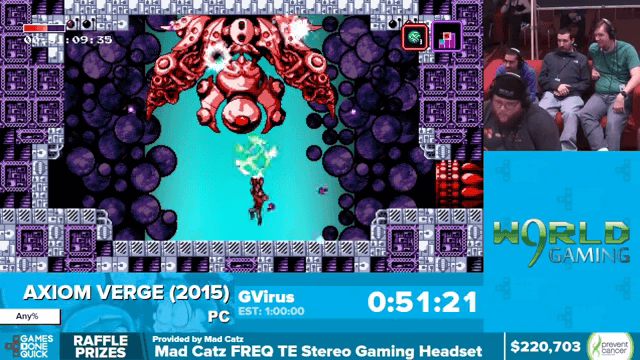 :09:35
W9RLD
GAMING
AXIOM VERGE (2015)
PC
GVirus
EST: 1:00:00
0:51:21
Any%
GAMES
DONE
QUICK
RAFFLE
PRIZES
Provided by Mad Catz
Mad Catz FREQ TE Stereo Gaming Headset
$220,703
prevent
cancer